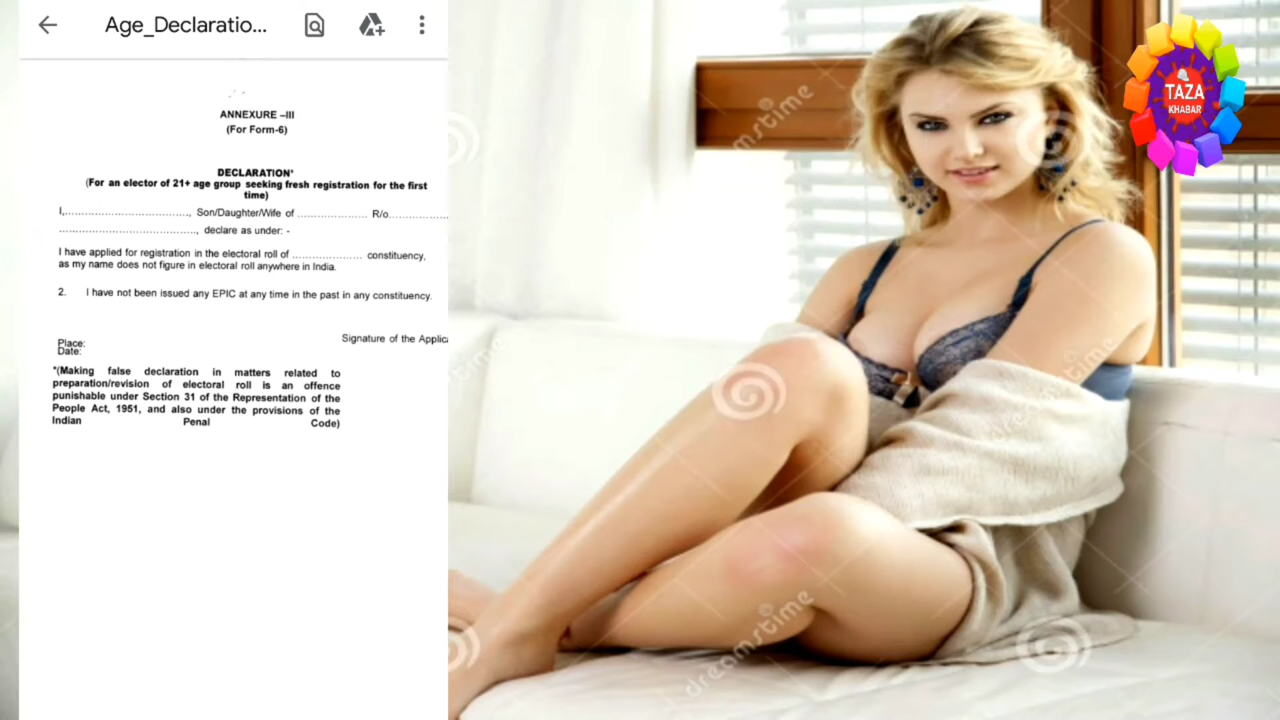 Age_Declaratio...
ANNEXURE –III
(For Form-6)
DECLARATION*
(For an elector of 21+ age group seeking fresh registration for the first
time)
I,................................., Son/Daughter/Wife of .................... R/o...............
....................................., declare as under: -
I have applied for registration in the electoral roll of .................... constituency,
as my name does not figure in electoral roll anywhere in India.
2. I have not been issued any EPIC at any time in the past in any constituency.
Signature of the Applica
Place:
Date:
*(Making false declaration in matters related to
preparation/revision of electoral roll is an offence
punishable under Section 31 of the Representation of the
People Act, 1951, and also under the provisions of the
Indian Penal Code)
TAZA
KHABAR
dreamstime
dreamstime